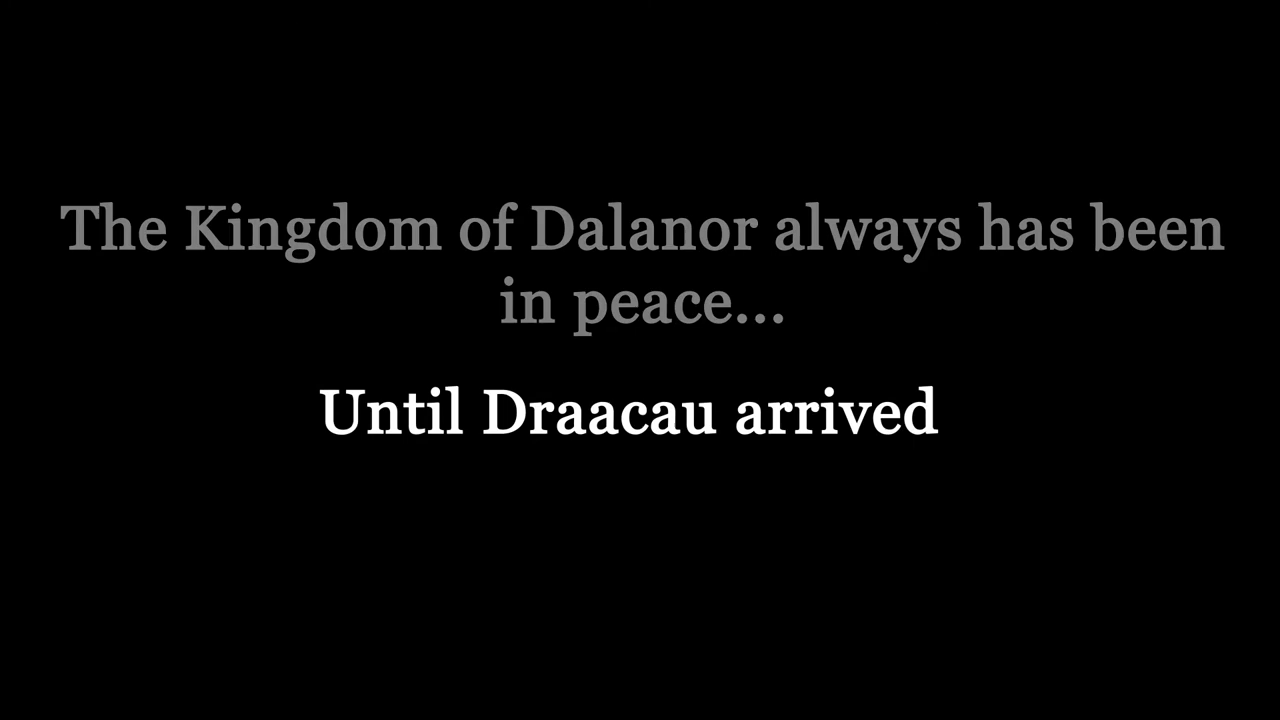 The Kingdom of Dalanor always has been
in peace...
Until Draacau arrived